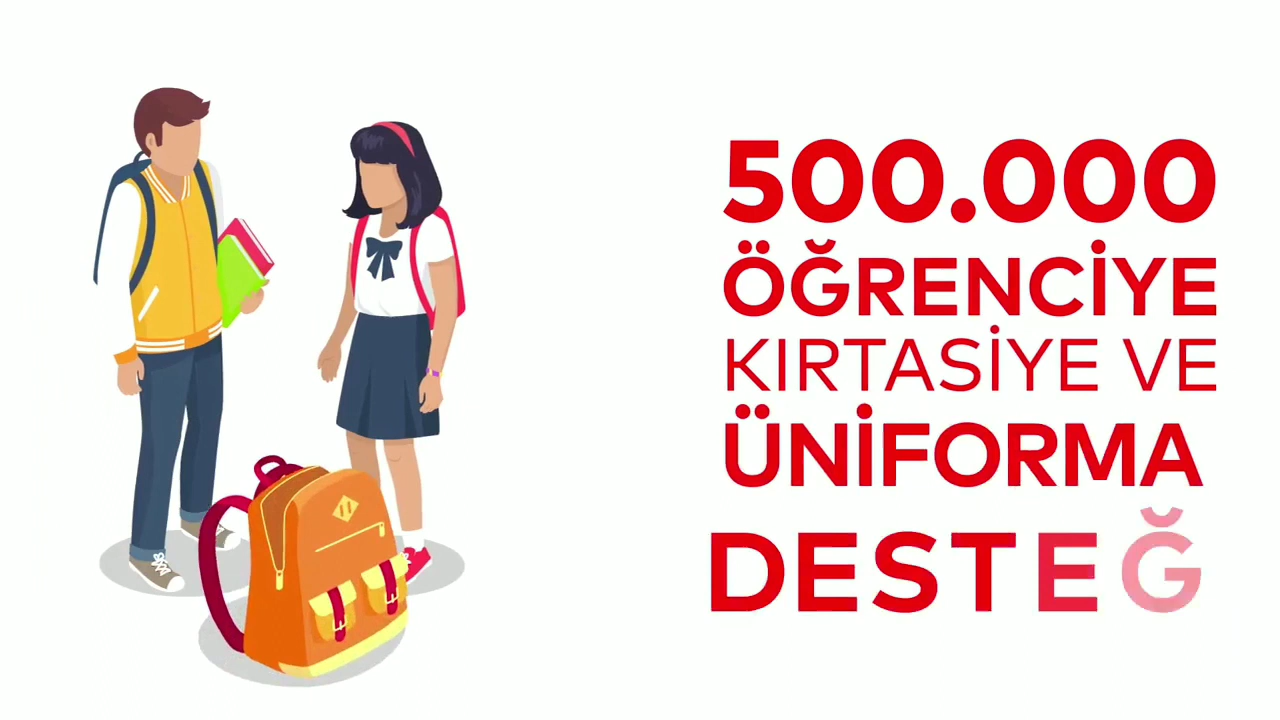 500.000
ÖĞRENCİYE
KIRTASİYE VE
ÜNİFORMA
DESTEĞ